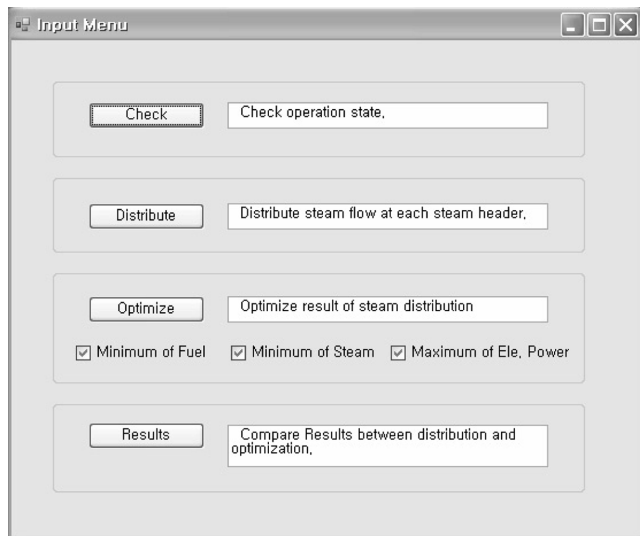 Input Menu
Check
Check operation state,
Distribute
Distribute steam flow at each steam header,
Optimize
Optimize result of steam distribution
Minimum of Fuel
Minimum of Steam
Maximum of Ele, Power
Results
Compare Results between distribution and
optimization,